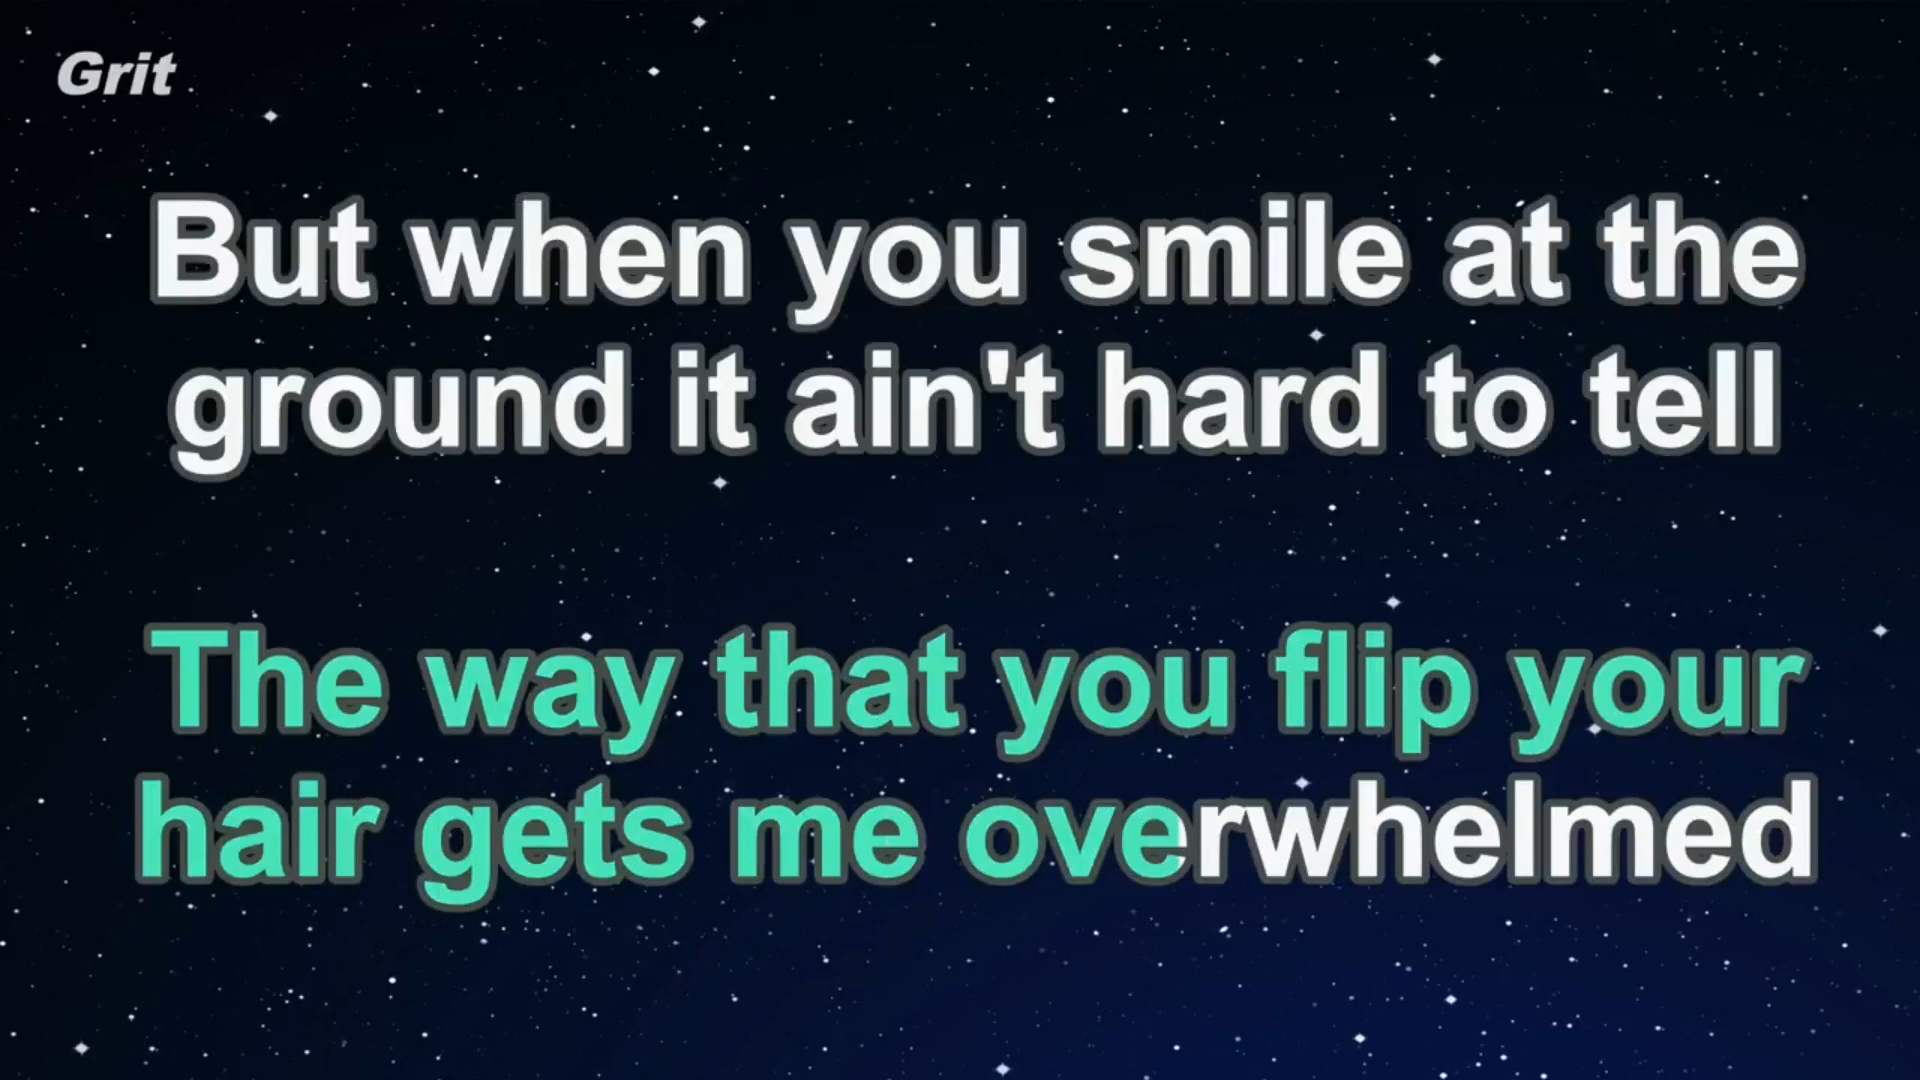 Grit
But when you smile at the
ground it ain't hard to tell
The way that you flip your
hair gets me overwhelmed